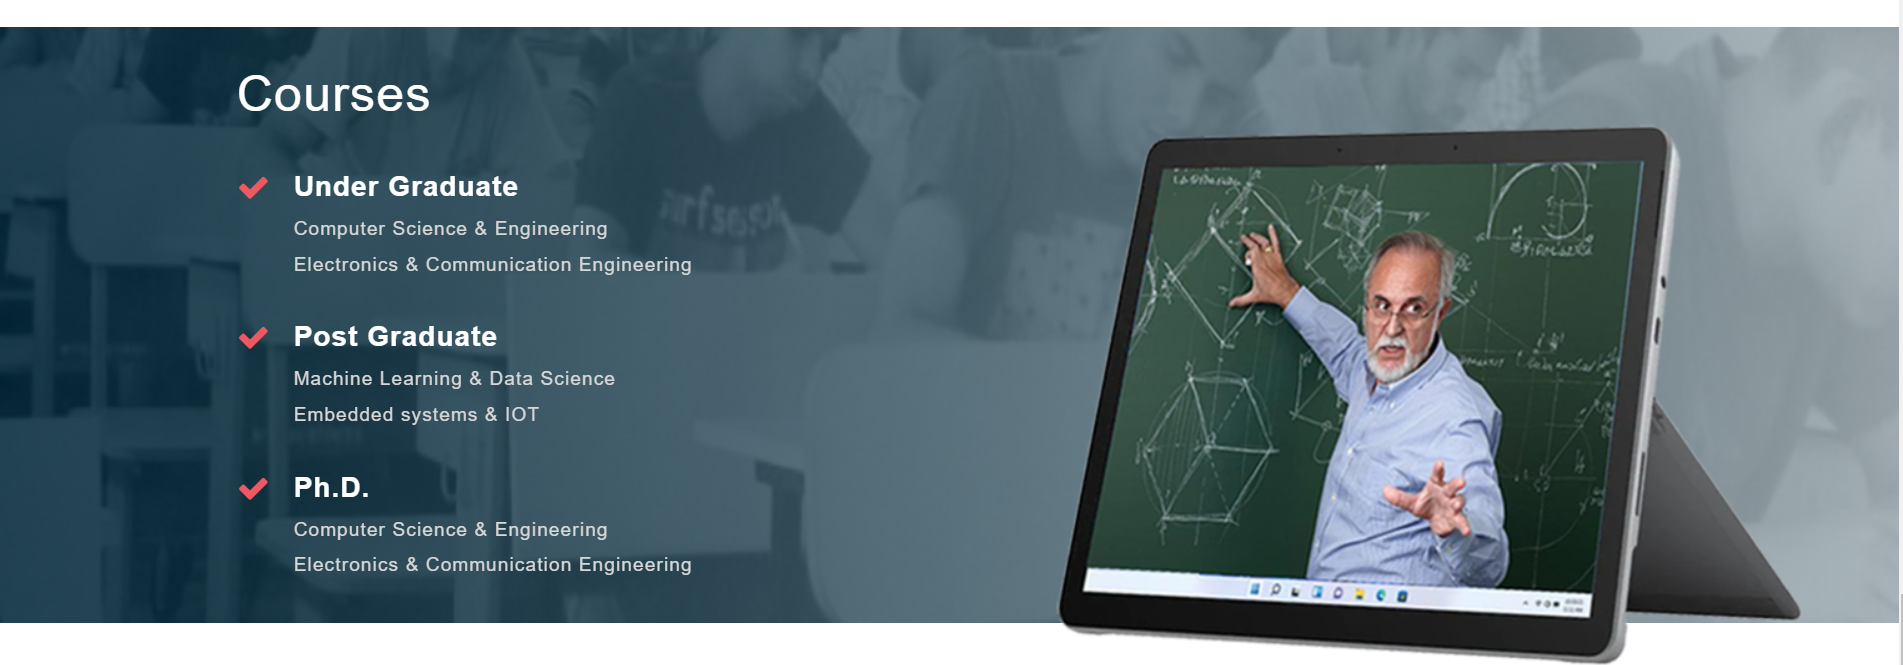 Courses
Under Graduate
Computer Science & Engineering
Electronics & Communication Engineering
Post Graduate
Machine Learning & Data Science
Embedded systems & IOT
Ph.D.
Computer Science & Engineering
Electronics & Communication Engineering